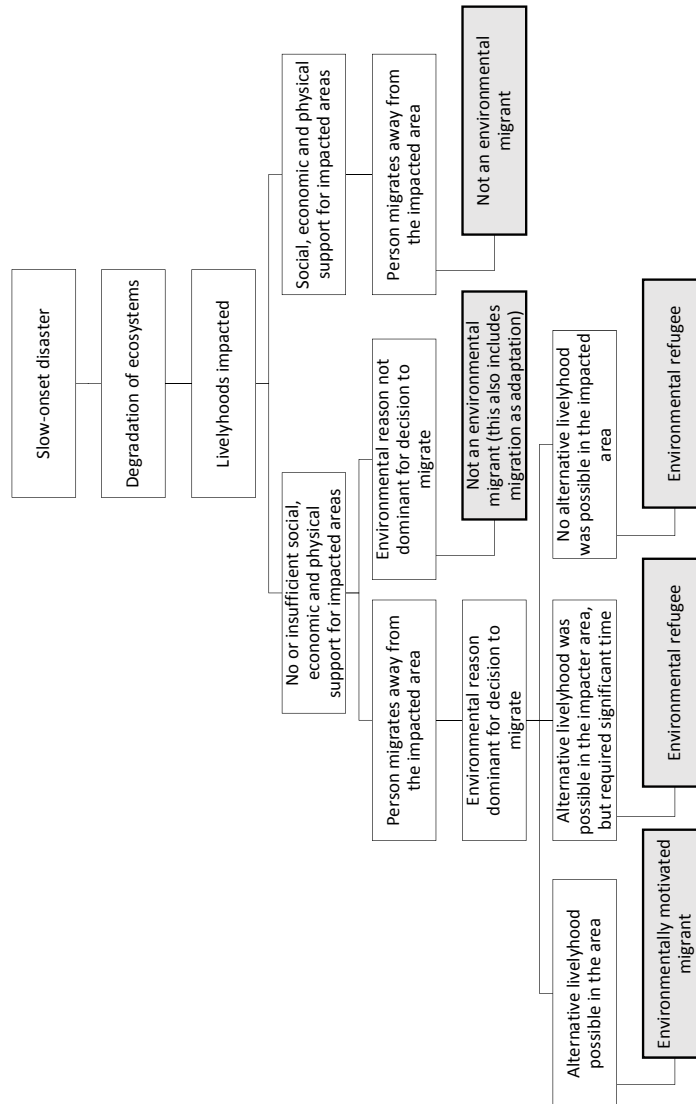 Slow-onset disaster
Degradation of ecosystems
Livelyhoods impacted
No or insufficient social,
economic and physical
support for impacted areas
Social, economic and physical
support for impacted areas
Person migrates away from
the impacted area
Environmental reason not
dominant for decision to
migrate
Person migrates away from
the impacted area
Environmental reason
dominant for decision to
migrate
Not an environmental
migrant (this also includes
migration as adaptation)
Not an environmental
migrant
Alternative livelyhood
possible in the area
Alternative livelyhood was
possible in the impacter area,
but required significant time
No alternative livelyhood
was possible in the impacted
area
Environmentally motivated
migrant
Environmental refugee
Environmental refugee